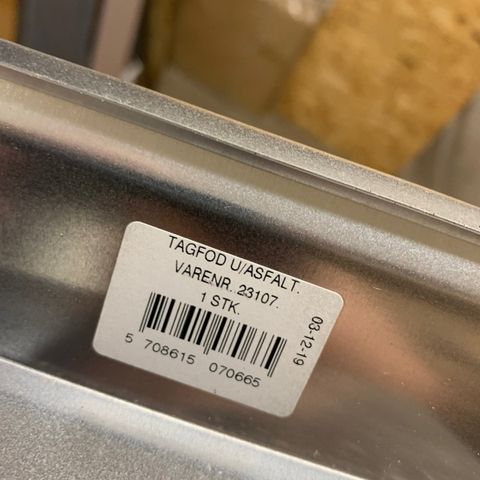 TAGFOD U/ASFALT.
VARENR. 23107.
1 STK.
5 708615 070665
03-12-19